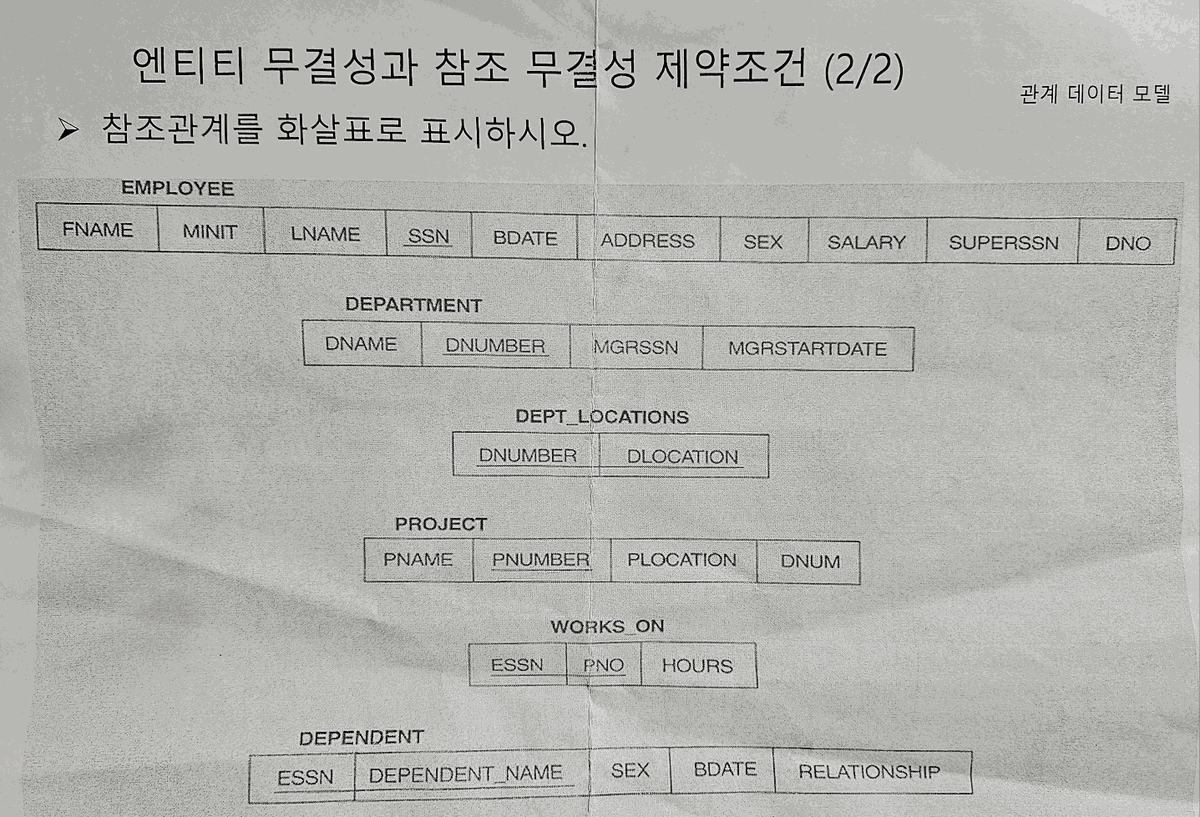 엔티티 무결성과 참조 무결성 제약조건 (2/2)
관계 데이터 모델
➤ 참조관계를 화살표로 표시하시오.
EMPLOYEE
FNAME MINIT LNAME SSN BDATE ADDRESS SEX SALARY SUPERSSN DNO
DEPARTMENT
DNAME DNUMBER MGRSSN MGRSTARTDATE
DEPT_LOCATIONS
DNUMBER DLOCATION
PROJECT
PNAME PNUMBER PLOCATION DNUM
WORKS_ON
ESSN PNO HOURS
DEPENDENT
ESSN DEPENDENT_NAME SEX BDATE RELATIONSHIP